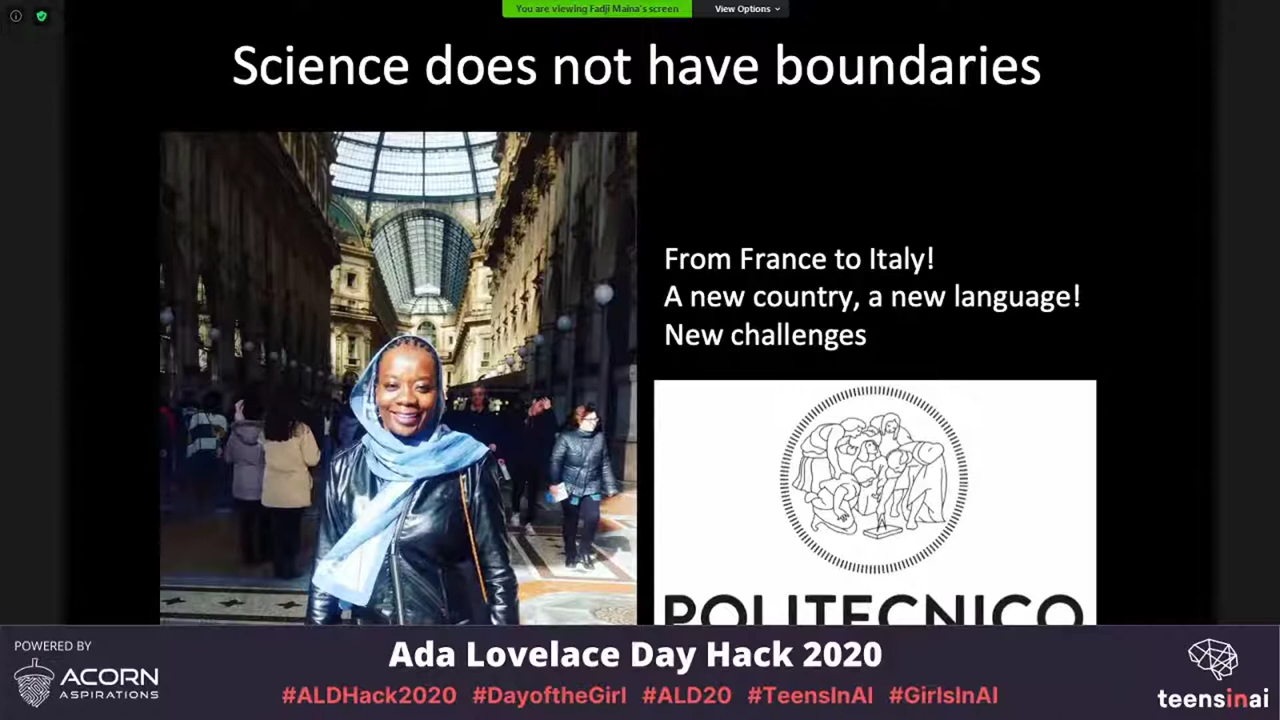 You are viewing Fadji Maina's screen
View Options
Science does not have boundaries
From France to Italy!
A new country, a new language!
New challenges
POLITECNICO
POWERED BY
ACORN
ASPIRATIONS
Ada Lovelace Day Hack 2020
#ALDHack2020 #DayoftheGirl #ALD20 #TeensInAI #GirlsInAI
teensinai